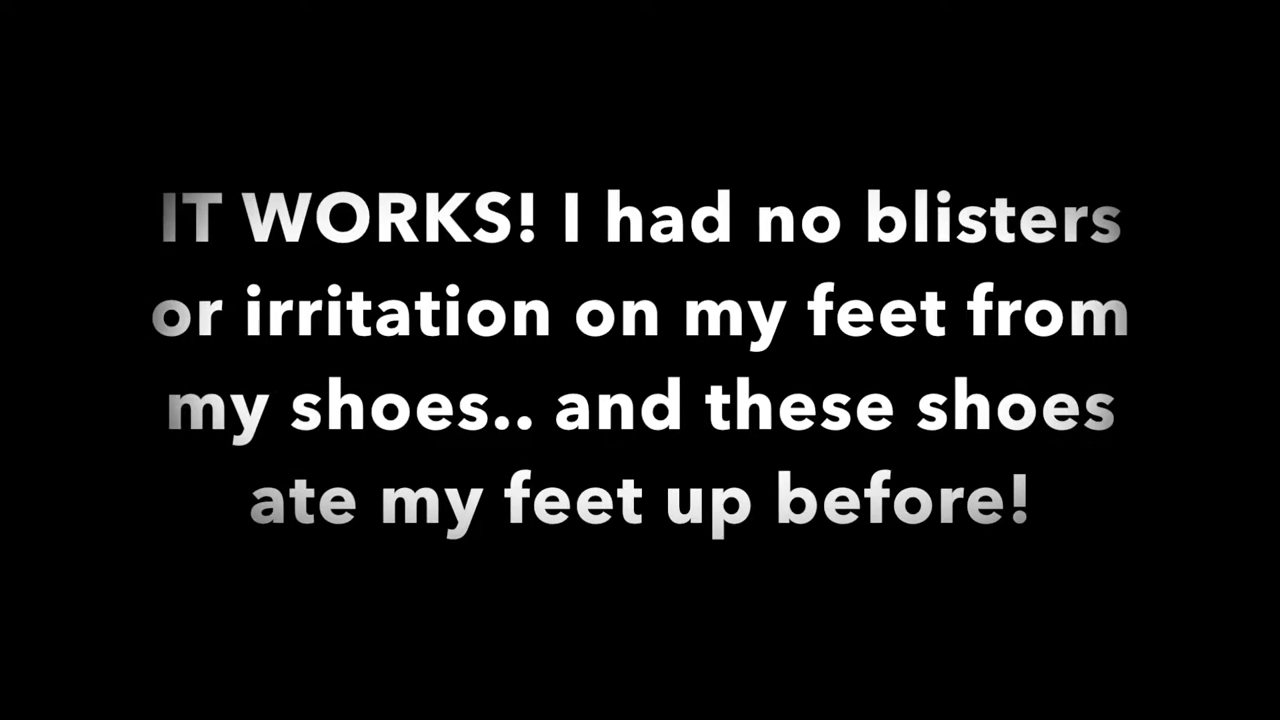 IT WORKS! I had no blisters
or irritation on my feet from
my shoes.. and these shoes
ate my feet up before!